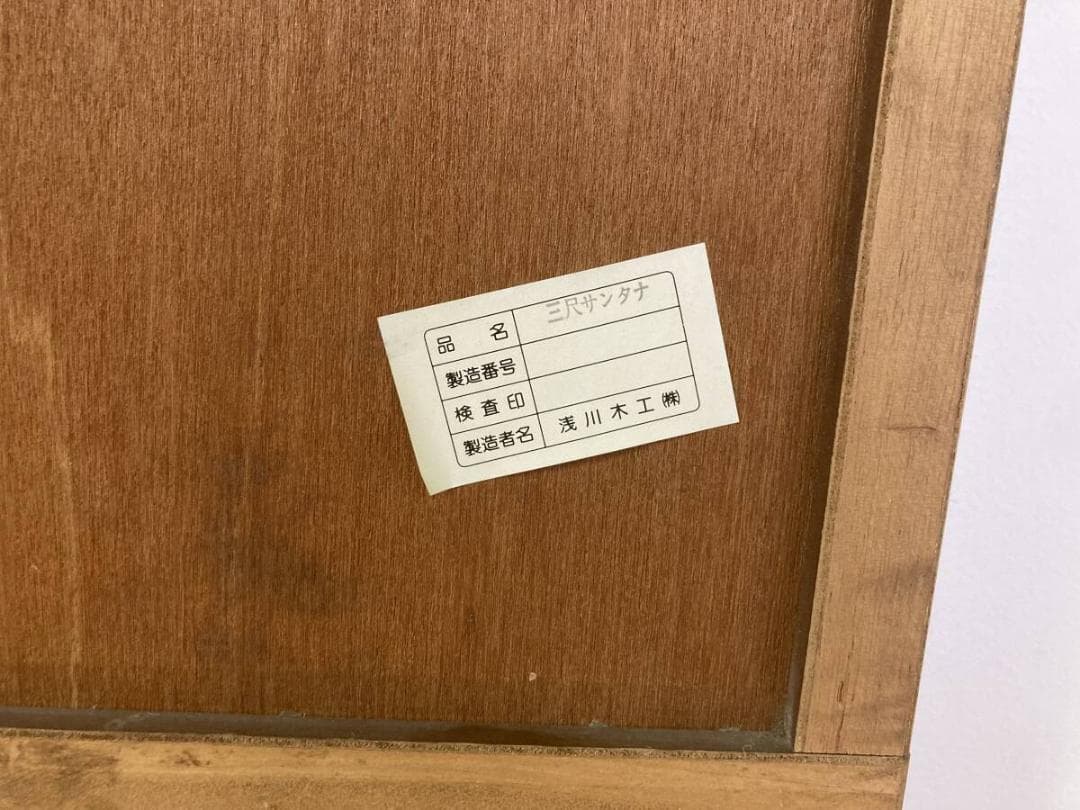 品名 三尺サンタナ
製造番号
検査印
製造者名 浅川木工㈱